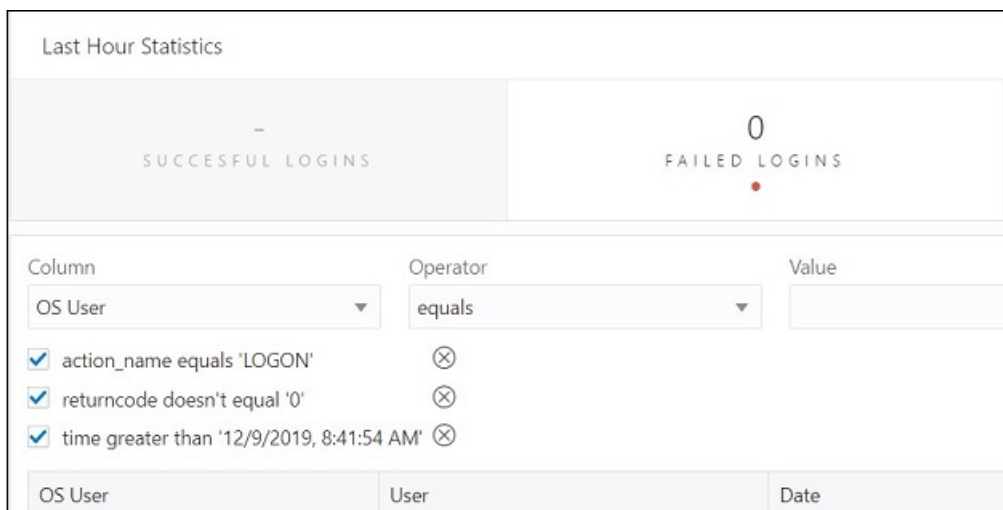 Last Hour Statistics
- 0
SUCCESFUL LOGINS FAILED LOGINS
Column Operator Value
OS User equals
action_name equals 'LOGON'
returncode doesn't equal '0'
time greater than '12/9/2019, 8:41:54 AM'
OS User User Date